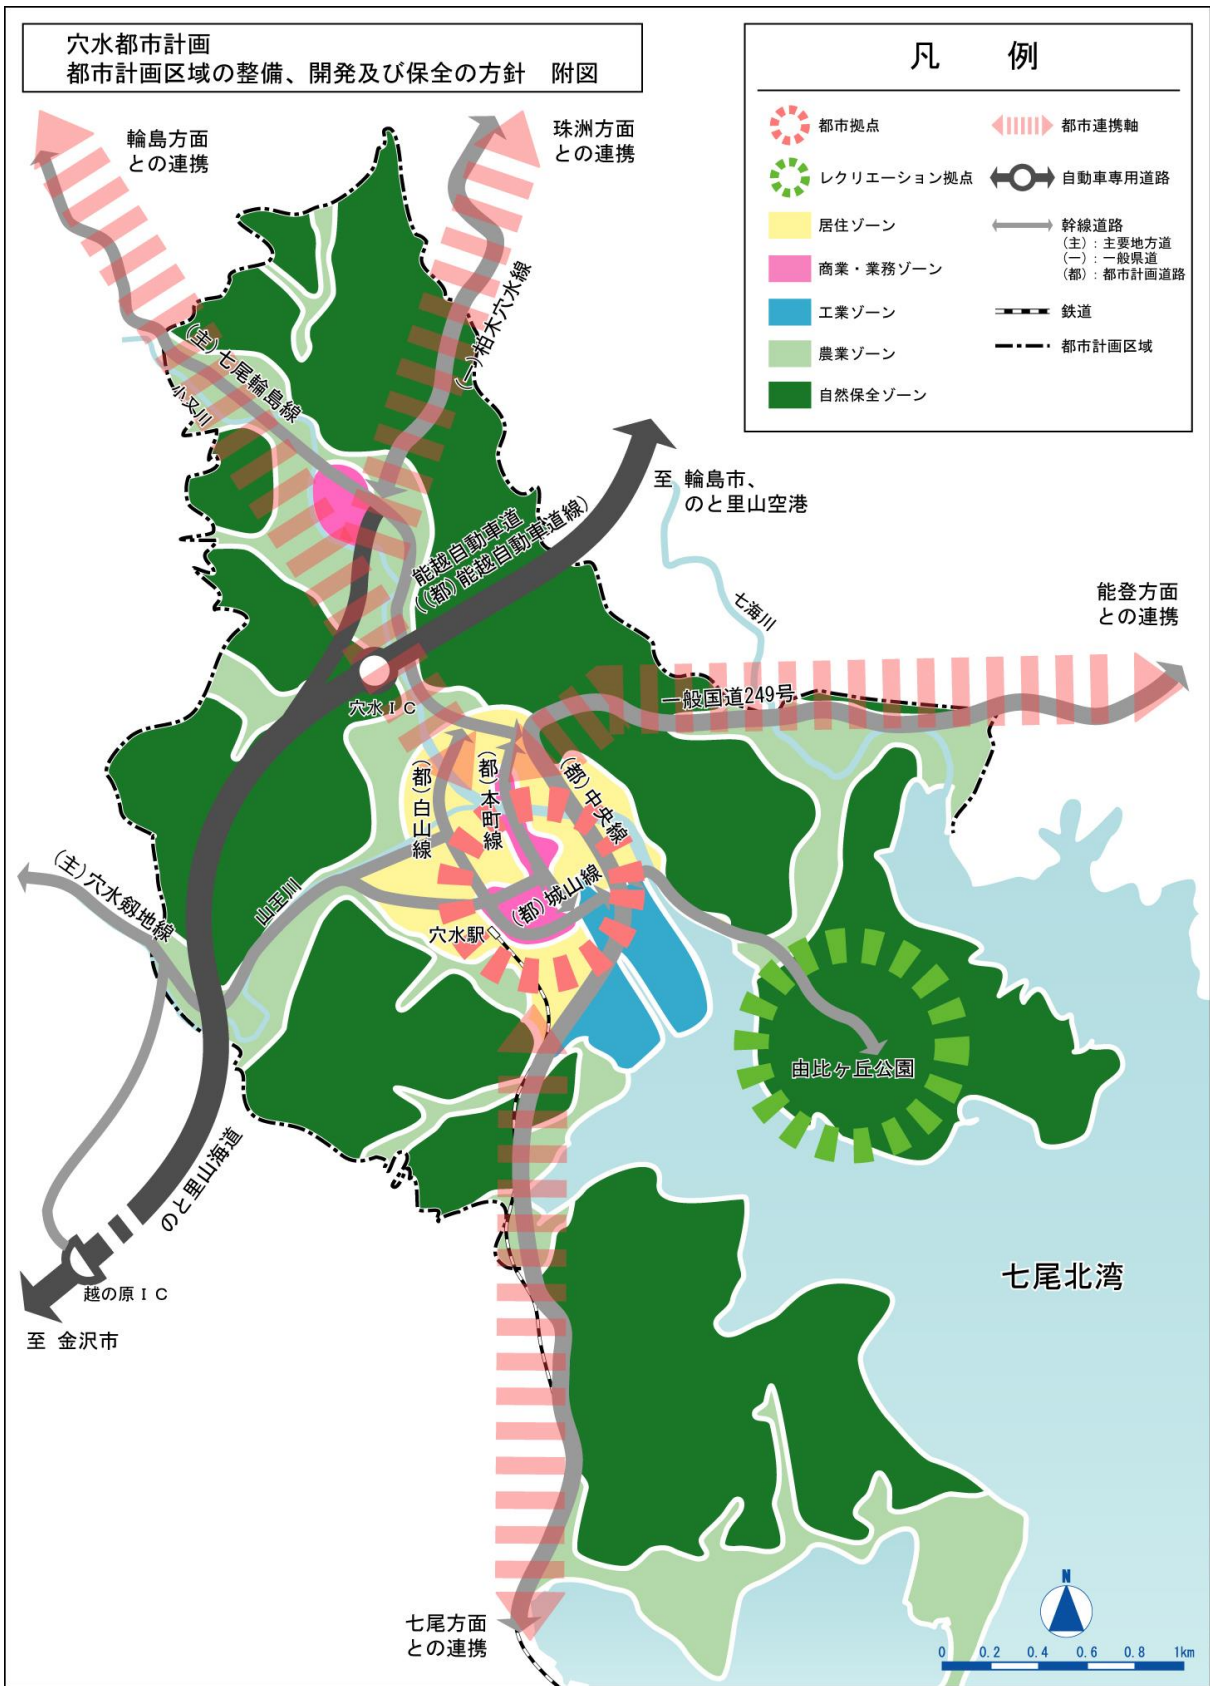 穴水都市計画
都市計画区域の整備、開発及び保全の方針　附図
凡　例
都市拠点
レクリエーション拠点
居住ゾーン
商業・業務ゾーン
工業ゾーン
農業ゾーン
自然保全ゾーン
都市連携軸
自動車専用道路
幹線道路
(主)：主要地方道
(一)：一般県道
(都)：都市計画道路
鉄道
都市計画区域
輪島方面
との連携
珠洲方面
との連携
(主)七尾輪島線
小又川
(一)柏木穴水線
至 輪島市、
のと里山空港
能越自動車道
((都)能越自動車道線)
七海川
能登方面
との連携
一般国道249号
穴水ＩＣ
(都)白山線
(都)本町線
(都)中央線
(都)城山線
(主)穴水剱地線
山王川
穴水駅
由比ヶ丘公園
のと里山海道
越の原ＩＣ
至 金沢市
七尾北湾
七尾方面
との連携
N
0 0.2 0.4 0.6 0.8 1km